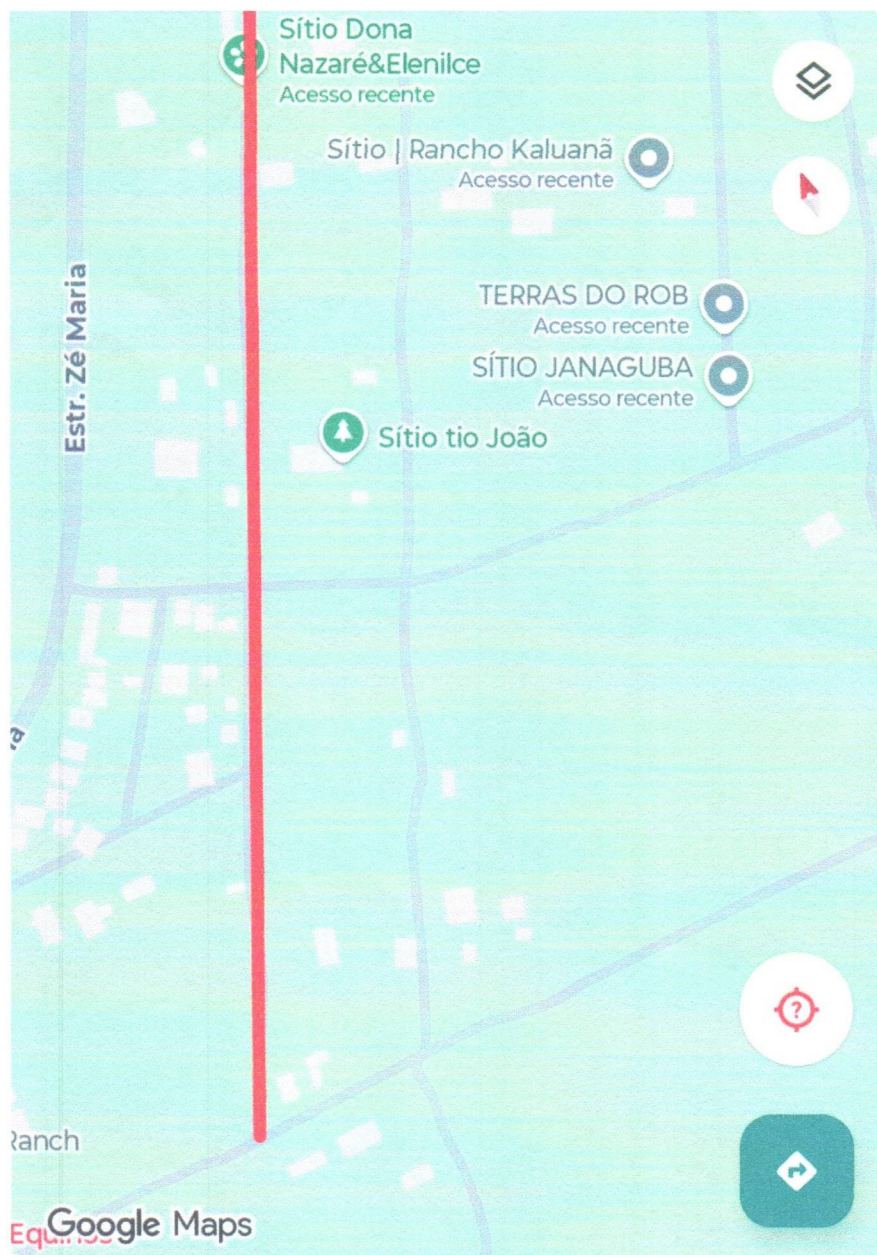 Sítio Dona
Nazaré&Elenilce
Acesso recente
Sítio | Rancho Kaluanã
Acesso recente
Estr. Zé Maria
TERRAS DO ROB
Acesso recente
SÍTIO JANAGUBA
Acesso recente
Sítio tio João
?
Ranch
Google Maps